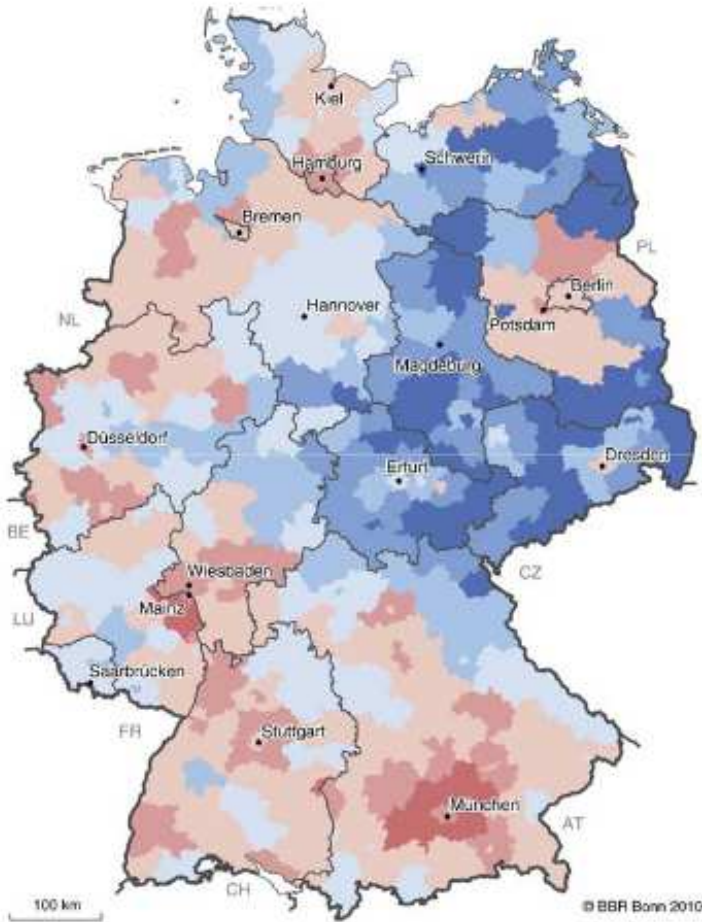 Kiel
Hamburg
Schwerin
Bremen
PL
Berlin
Hannover
NL
Potsdam
Magdeburg
Düsseldorf
Erfurt
Dresden
BE
CZ
Wiesbaden
Mainz
LU
Saarbrücken
FR
Stuttgart
München
AT
CH
100 km
© BBR Bonn 2010